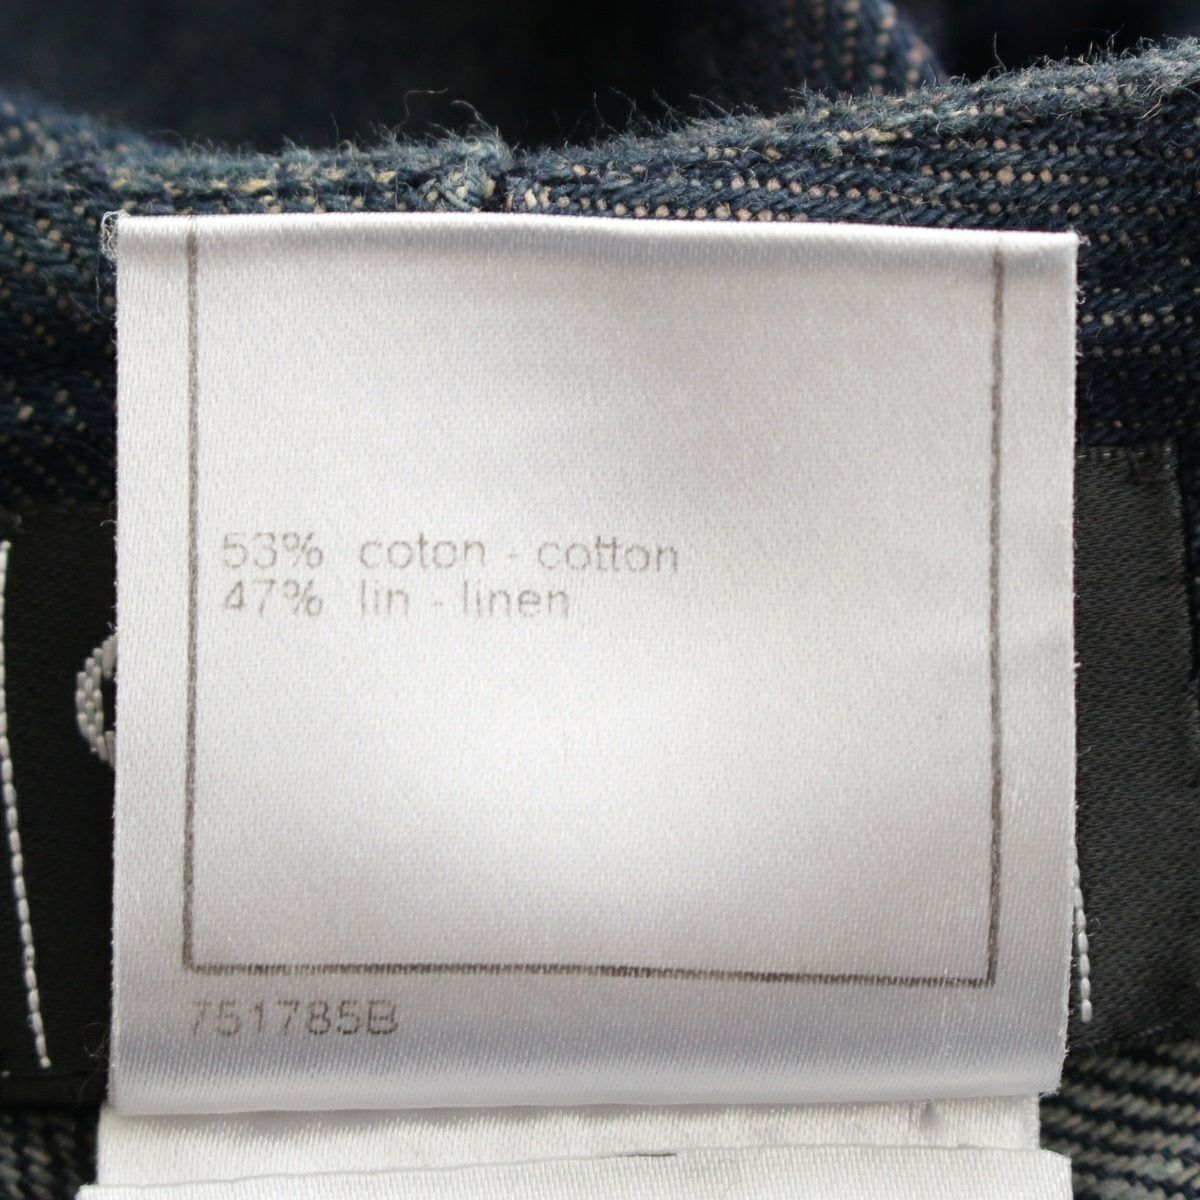 53% coton - cotton
47% lin - linen
751785B